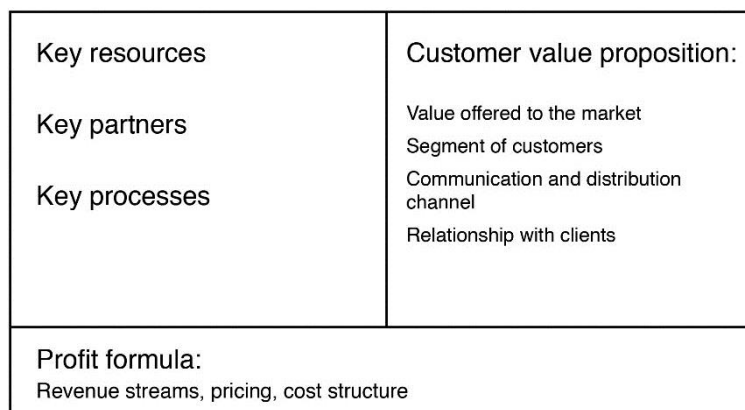 Key resources
Key partners
Key processes
Customer value proposition:
Value offered to the market
Segment of customers
Communication and distribution
channel
Relationship with clients
Profit formula:
Revenue streams, pricing, cost structure